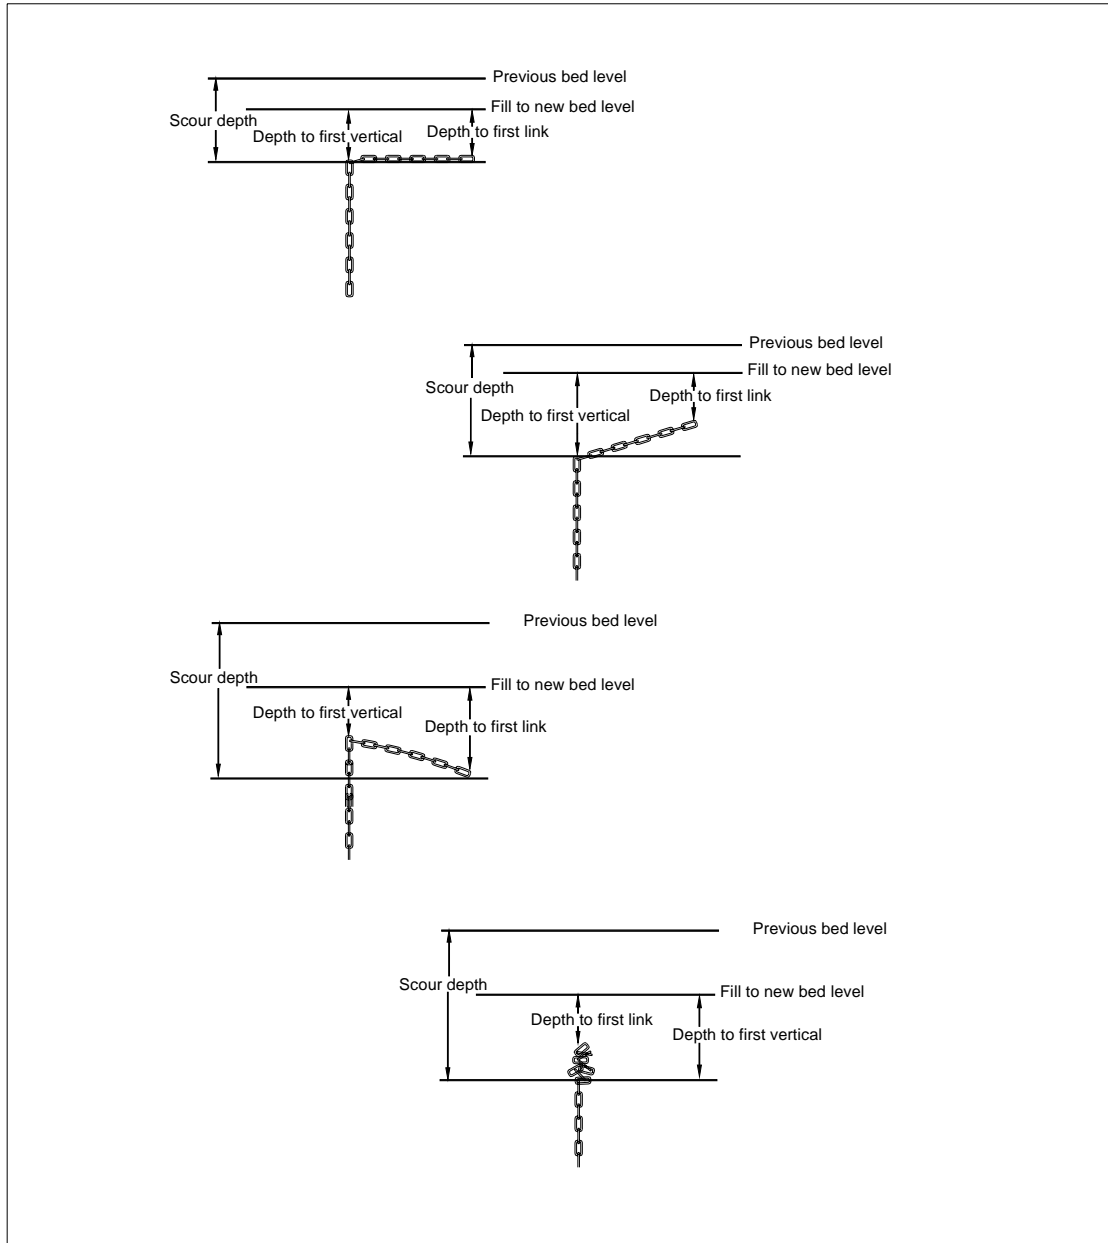 Previous bed level
Fill to new bed level
Scour depth
Depth to first vertical
Depth to first link
Previous bed level
Fill to new bed level
Scour depth
Depth to first vertical
Depth to first link
Previous bed level
Scour depth
Fill to new bed level
Depth to first vertical
Depth to first link
Previous bed level
Scour depth
Fill to new bed level
Depth to first link
Depth to first vertical